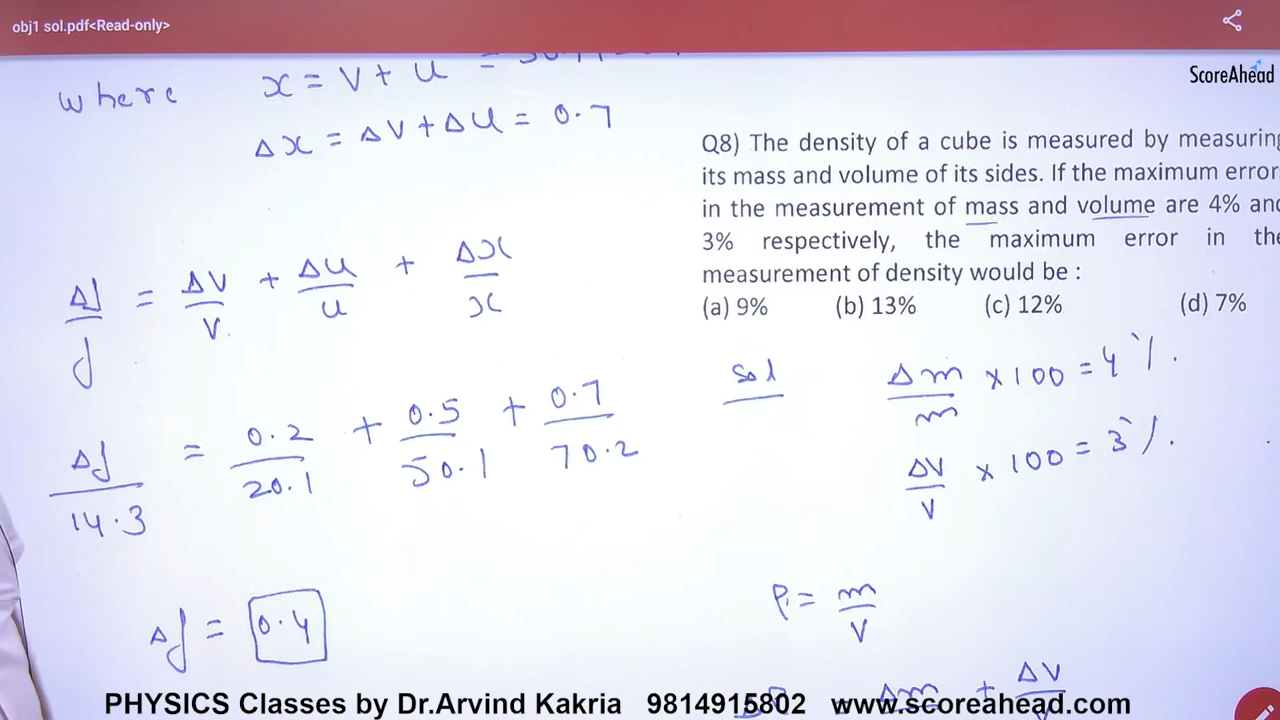 obj1 sol.pdf<Read-only>
ScoreAhead
where x = V + U =
Δx = ΔV + ΔU = 0.7
Δf/f = ΔV/V + ΔU/u + Δx/x
Δf/14.3 = 0.2/20.1 + 0.5/50.1 + 0.7/70.2
Δf = 0.4
Q8) The density of a cube is measured by measuring
its mass and volume of its sides. If the maximum error
in the measurement of mass and volume are 4% and
3% respectively, the maximum error in the
measurement of density would be :
(a) 9% (b) 13% (c) 12% (d) 7%
Sol
Δm/m × 100 = 4%.
ΔV/V × 100 = 3%.
ρ = m/V
Δm + ΔV
PHYSICS Classes by Dr.Arvind Kakria 9814915802 www.scoreahead.com